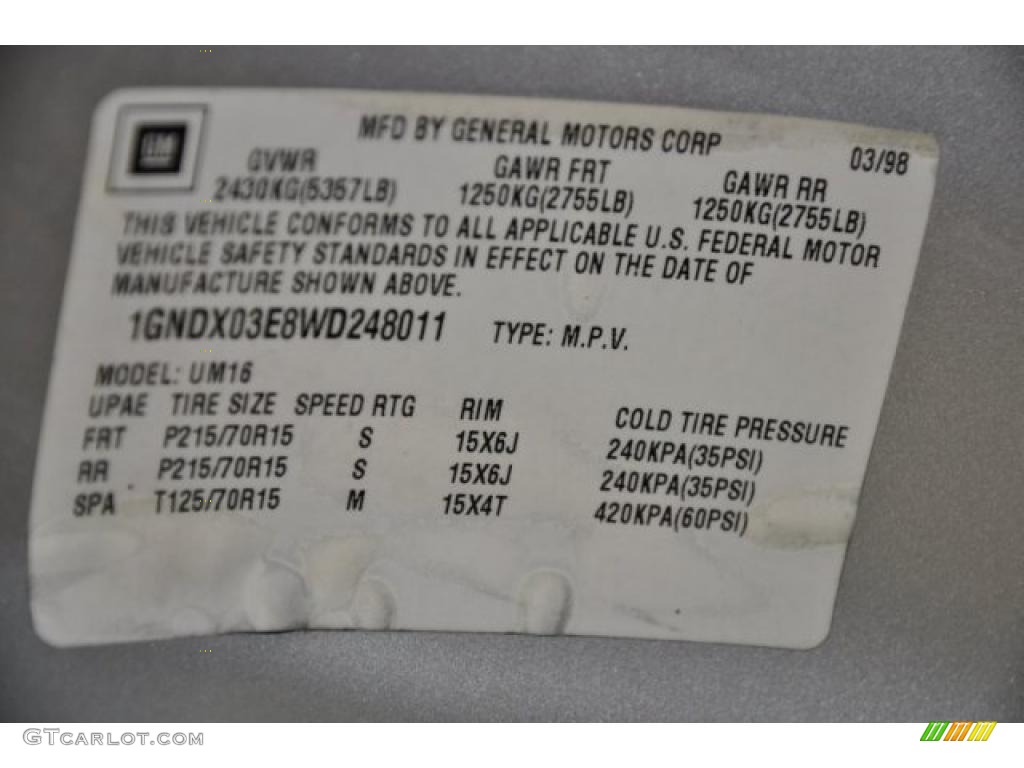 GM
MFD BY GENERAL MOTORS CORP
03/98
GVWR GAWR FRT GAWR RR
2430KG(5357LB) 1250KG(2755LB) 1250KG(2755LB)
THIS VEHICLE CONFORMS TO ALL APPLICABLE U.S. FEDERAL MOTOR
VEHICLE SAFETY STANDARDS IN EFFECT ON THE DATE OF
MANUFACTURE SHOWN ABOVE.
1GNDX03E8WD248011 TYPE: M.P.V.
MODEL: UM16
UPAE TIRE SIZE SPEED RTG RIM COLD TIRE PRESSURE
FRT P215/70R15 S 15X6J 240KPA(35PSI)
RR P215/70R15 S 15X6J 240KPA(35PSI)
SPA T125/70R15 M 15X4T 420KPA(60PSI)
GTCARLOT.COM